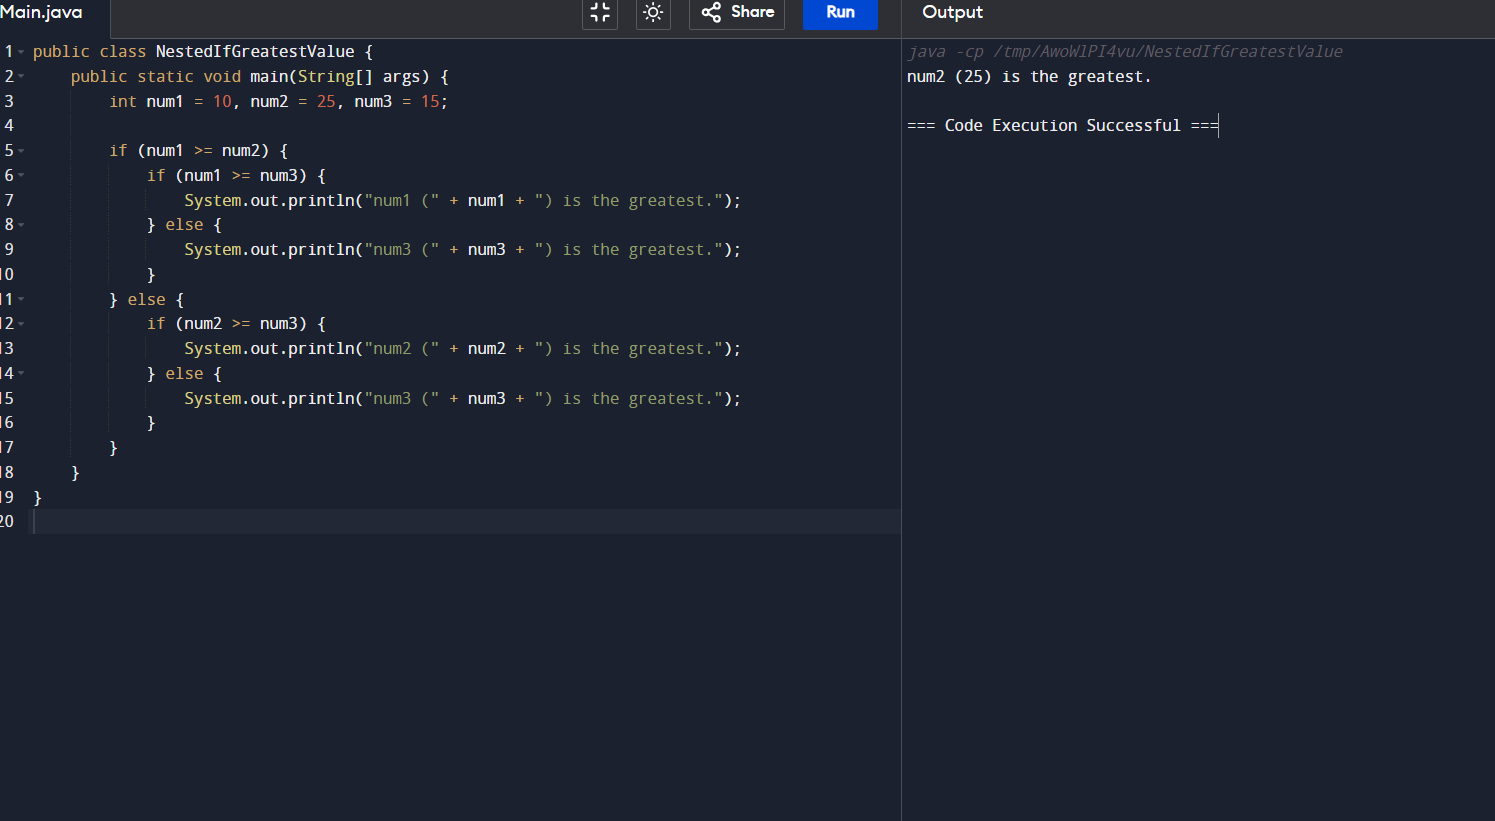 Main.java
Share
Run
Output
1 public class NestedIfGreatestValue {
2     public static void main(String[] args) {
3         int num1 = 10, num2 = 25, num3 = 15;
4
5         if (num1 >= num2) {
6             if (num1 >= num3) {
7                 System.out.println("num1 (" + num1 + ") is the greatest.");
8             } else {
9                 System.out.println("num3 (" + num3 + ") is the greatest.");
10             }
11         } else {
12             if (num2 >= num3) {
13                 System.out.println("num2 (" + num2 + ") is the greatest.");
14             } else {
15                 System.out.println("num3 (" + num3 + ") is the greatest.");
16             }
17         }
18     }
19 }
20
java -cp /tmp/AwoWlPI4vu/NestedIfGreatestValue
num2 (25) is the greatest.
=== Code Execution Successful ===